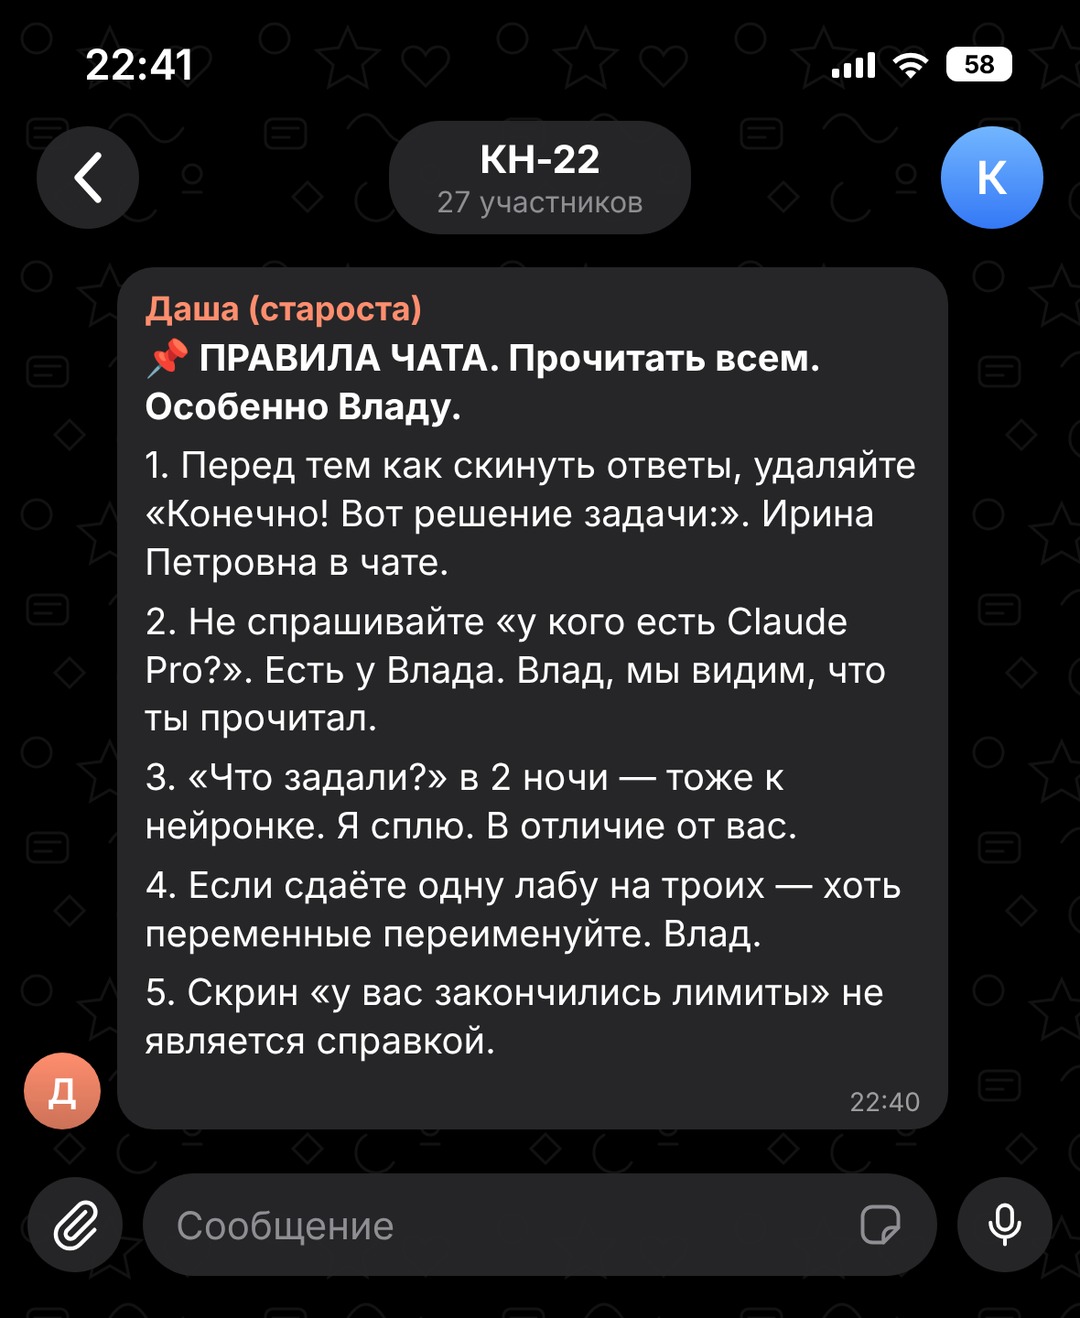 22:41
58
КН-22
27 участников
К
Даша (староста)
📌 ПРАВИЛА ЧАТА. Прочитать всем.
Особенно Владу.
1. Перед тем как скинуть ответы, удаляйте
«Конечно! Вот решение задачи:». Ирина
Петровна в чате.
2. Не спрашивайте «у кого есть Claude
Pro?». Есть у Влада. Влад, мы видим, что
ты прочитал.
3. «Что задали?» в 2 ночи — тоже к
нейронке. Я сплю. В отличие от вас.
4. Если сдаёте одну лабу на троих — хоть
переменные переименуйте. Влад.
5. Скрин «у вас закончились лимиты» не
является справкой.
Д
22:40
Сообщение